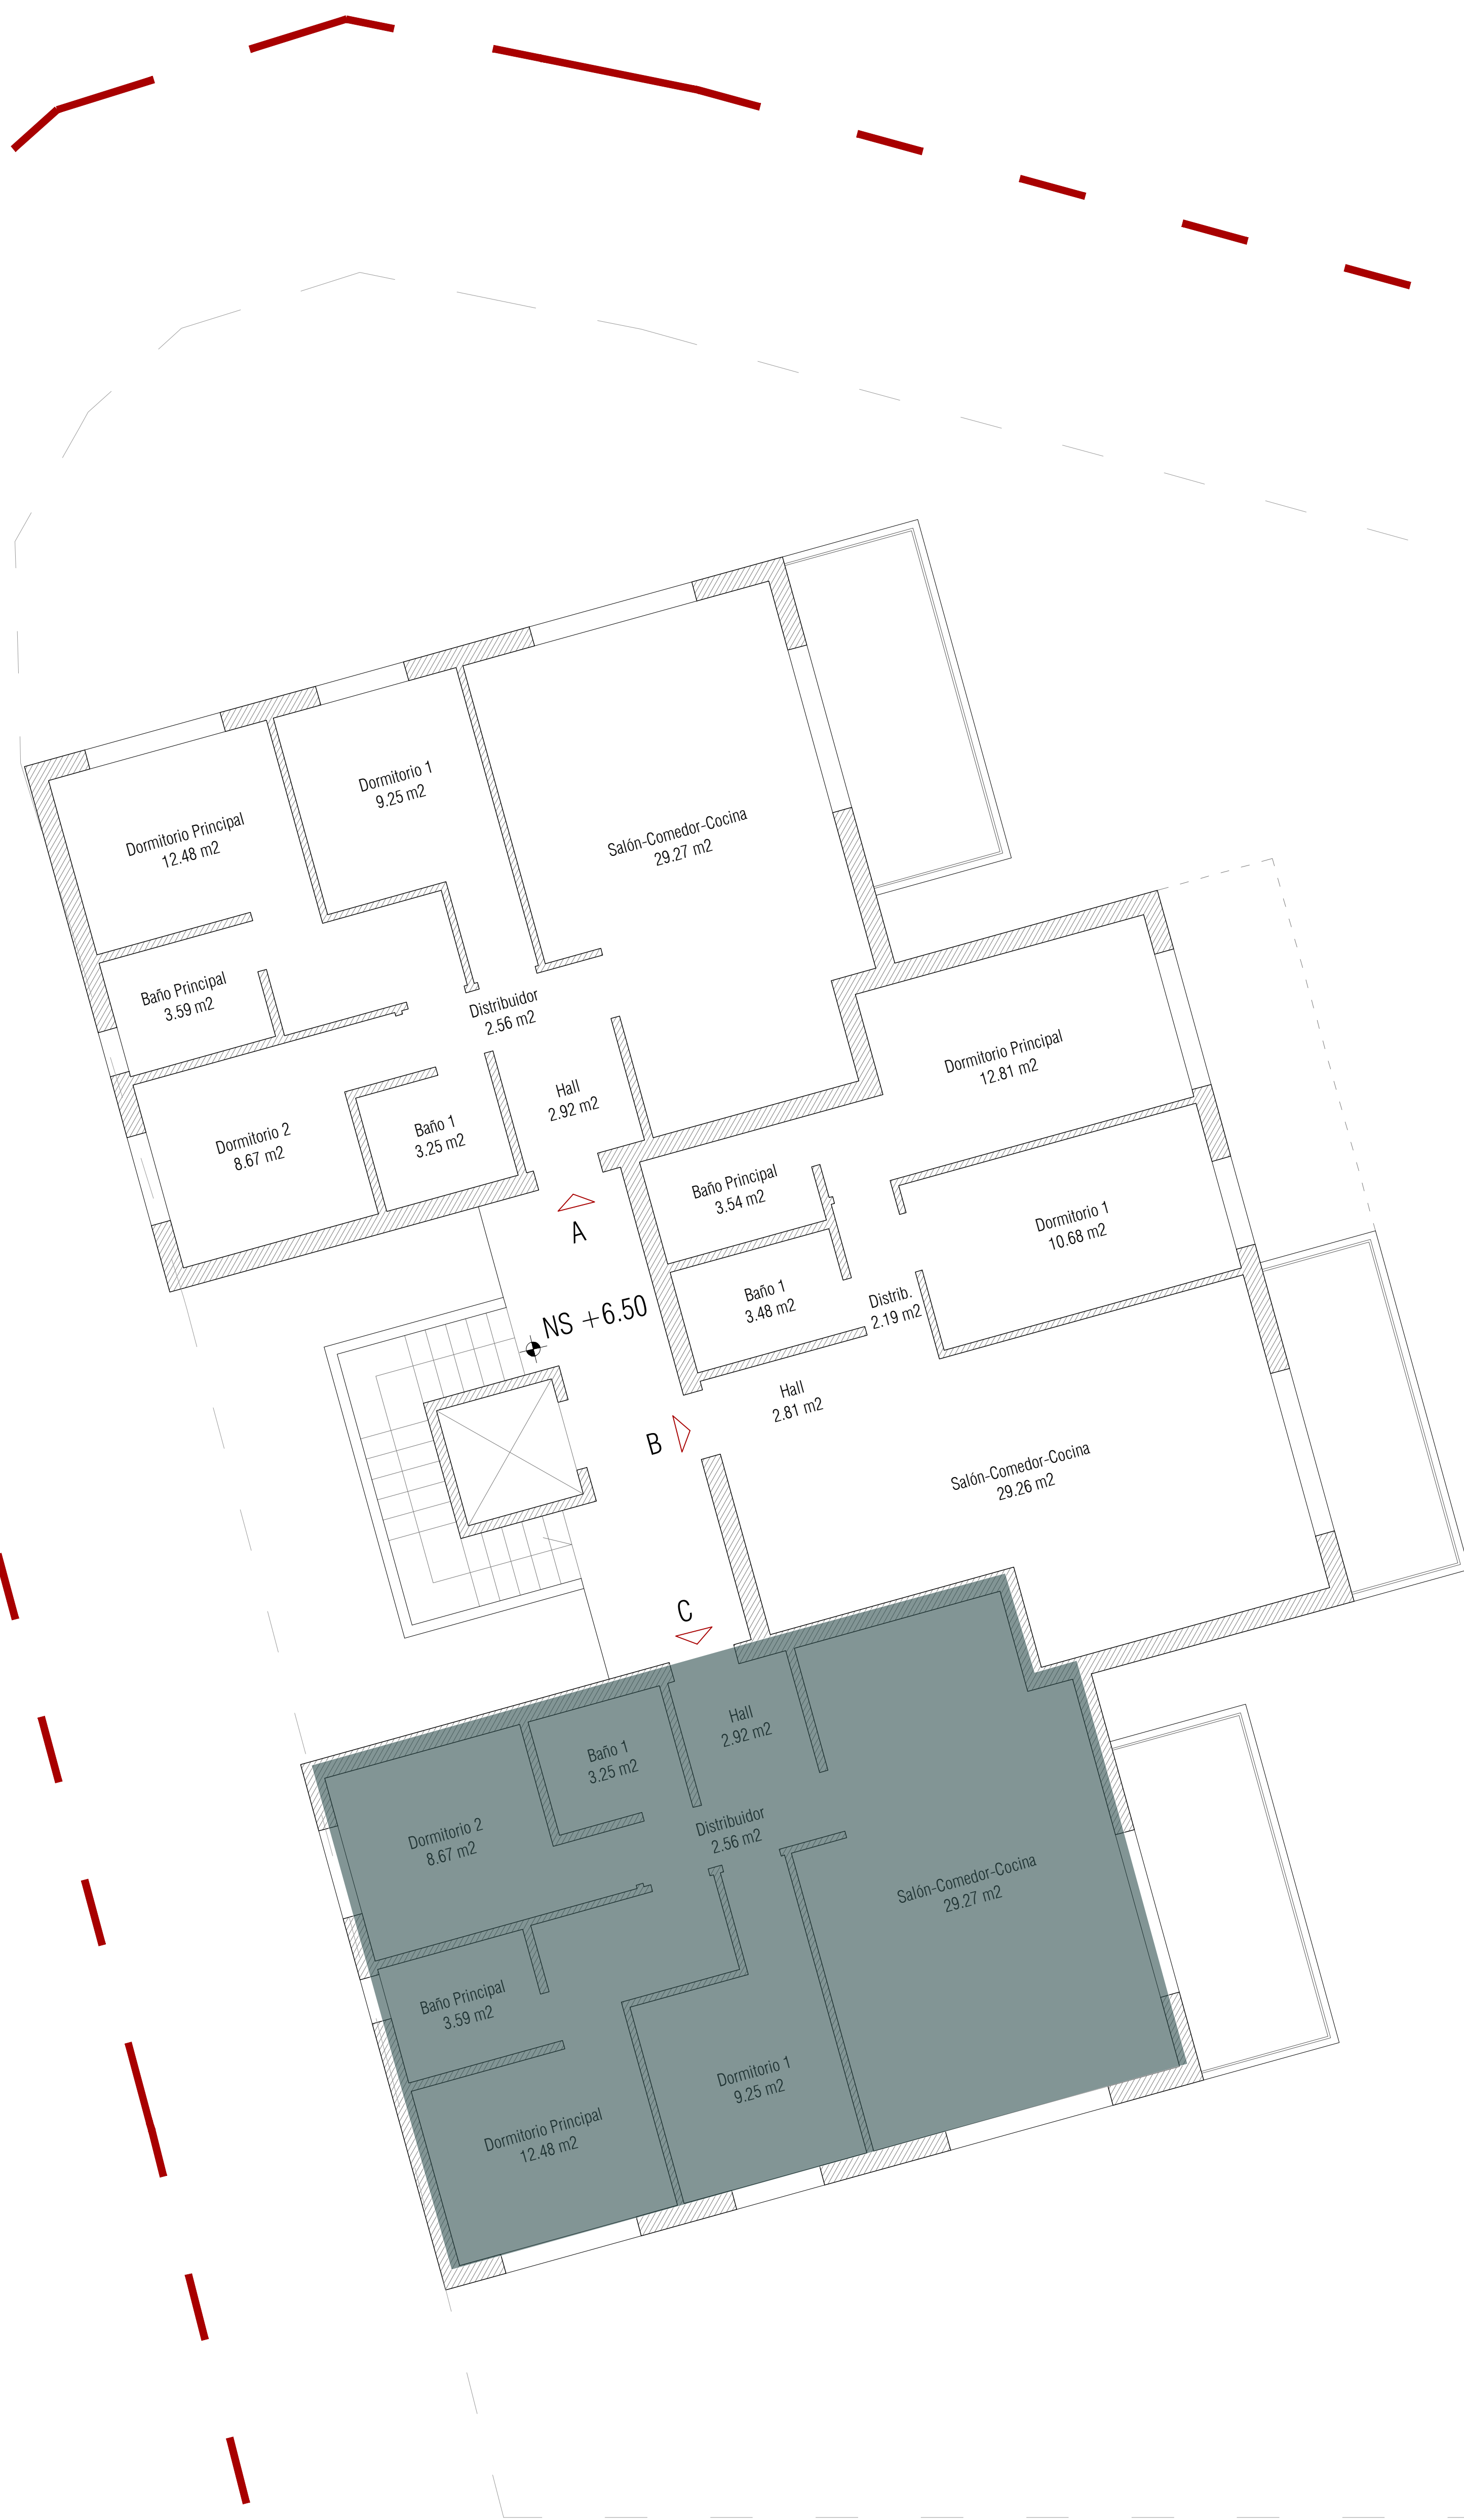 Dormitorio 1
9.25 m2
Dormitorio Principal
12.48 m2
Salón-Comedor-Cocina
29.27 m2
Baño Principal
3.59 m2
Distribuidor
2.56 m2
Hall
2.92 m2
Dormitorio 2
8.67 m2
Baño 1
3.25 m2
A
Dormitorio Principal
12.81 m2
Baño Principal
3.54 m2
Dormitorio 1
10.68 m2
Baño 1
3.48 m2
Distrib.
2.19 m2
NS +6.50
Hall
2.81 m2
B
Salón-Comedor-Cocina
29.26 m2
C
Hall
2.92 m2
Baño 1
3.25 m2
Dormitorio 2
8.67 m2
Distribuidor
2.56 m2
Salón-Comedor-Cocina
29.27 m2
Baño Principal
3.59 m2
Dormitorio 1
9.25 m2
Dormitorio Principal
12.48 m2